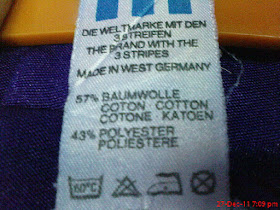 DIE WELTMARKE MIT DEN
3 STREIFEN
THE BRAND WITH THE
3 STRIPES
MADE IN WEST GERMANY
57% BAUMWOLLE
COTON · COTTON
COTONE · KATOEN
43% POLYESTER
POLIESTERE
60°C
17-Dec-11 7:09 pm